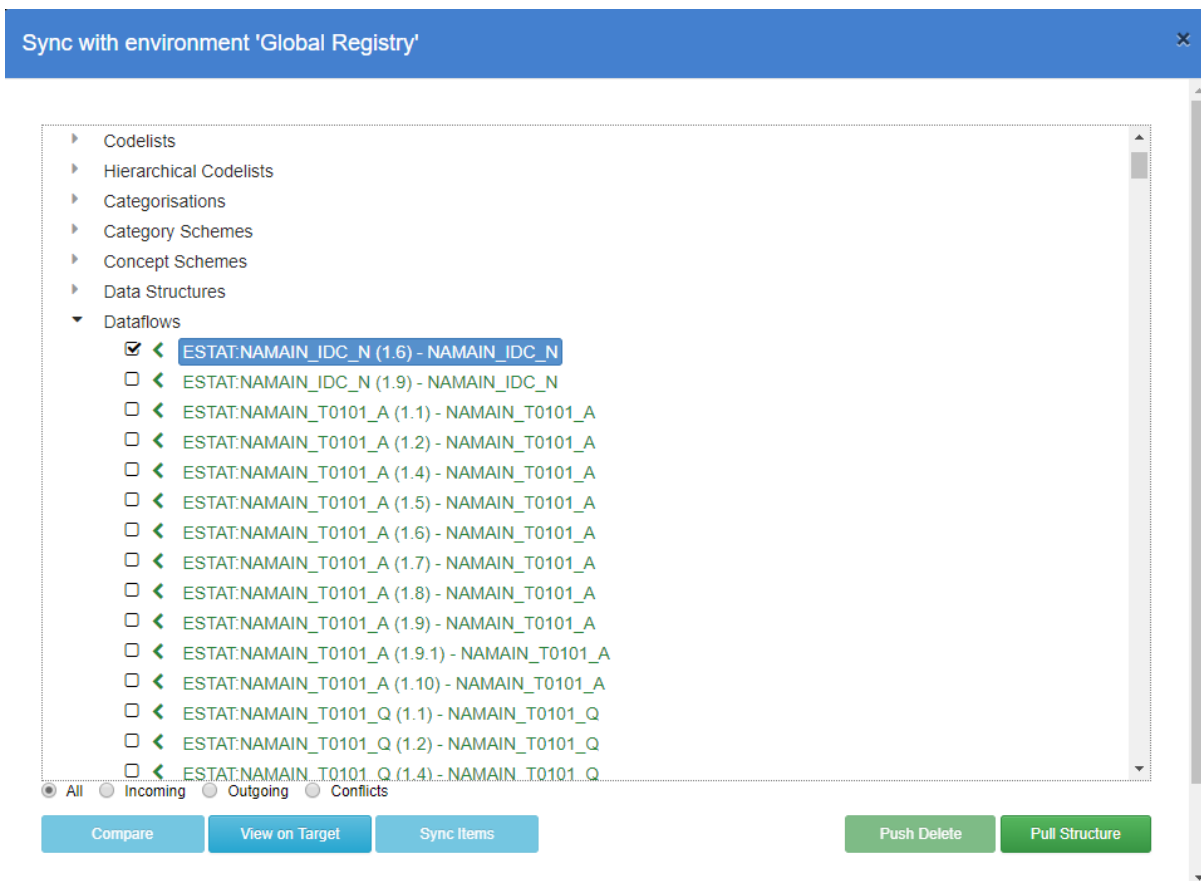 Sync with environment 'Global Registry'
Codelists
Hierarchical Codelists
Categorisations
Category Schemes
Concept Schemes
Data Structures
Dataflows
ESTAT:NAMAIN_IDC_N (1.6) - NAMAIN_IDC_N
ESTAT:NAMAIN_IDC_N (1.9) - NAMAIN_IDC_N
ESTAT:NAMAIN_T0101_A (1.1) - NAMAIN_T0101_A
ESTAT:NAMAIN_T0101_A (1.2) - NAMAIN_T0101_A
ESTAT:NAMAIN_T0101_A (1.4) - NAMAIN_T0101_A
ESTAT:NAMAIN_T0101_A (1.5) - NAMAIN_T0101_A
ESTAT:NAMAIN_T0101_A (1.6) - NAMAIN_T0101_A
ESTAT:NAMAIN_T0101_A (1.7) - NAMAIN_T0101_A
ESTAT:NAMAIN_T0101_A (1.8) - NAMAIN_T0101_A
ESTAT:NAMAIN_T0101_A (1.9) - NAMAIN_T0101_A
ESTAT:NAMAIN_T0101_A (1.9.1) - NAMAIN_T0101_A
ESTAT:NAMAIN_T0101_A (1.10) - NAMAIN_T0101_A
ESTAT:NAMAIN_T0101_Q (1.1) - NAMAIN_T0101_Q
ESTAT:NAMAIN_T0101_Q (1.2) - NAMAIN_T0101_Q
ESTAT:NAMAIN_T0101_Q (1.4) - NAMAIN_T0101_Q
All Incoming Outgoing Conflicts
Compare View on Target Sync Items Push Delete Pull Structure